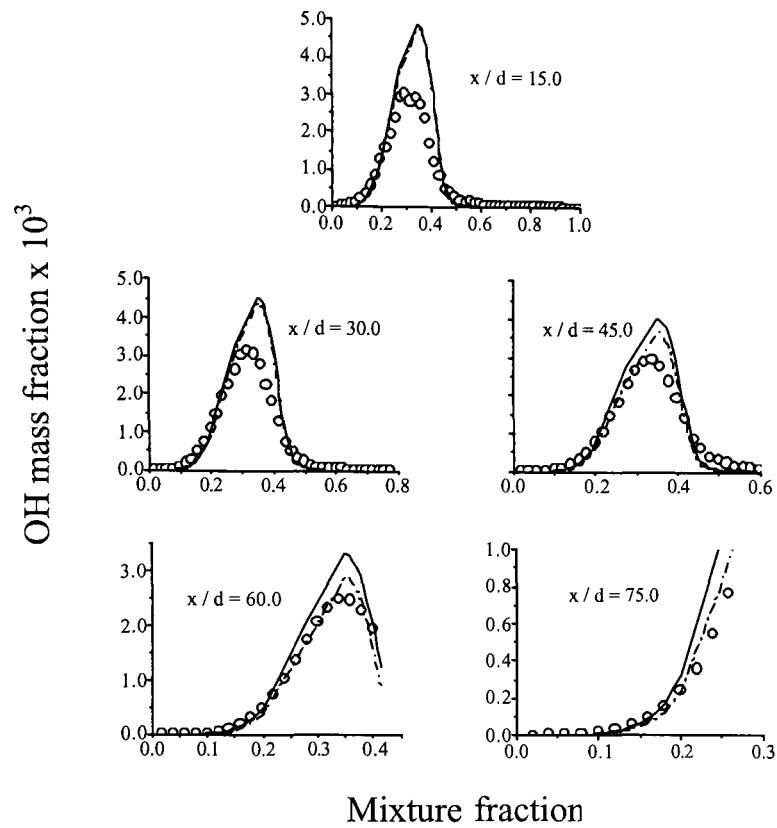 5.0
4.0
3.0
2.0
1.0
0.0
x / d = 15.0
0.0 0.2 0.4 0.6 0.8 1.0
OH mass fraction x 10³
5.0
4.0
3.0
2.0
1.0
0.0
x / d = 30.0
0.0 0.2 0.4 0.6 0.8
x / d = 45.0
0.0 0.2 0.4 0.6
3.0
2.0
1.0
0.0
x / d = 60.0
0.0 0.1 0.2 0.3 0.4
1.0
0.8
0.6
0.4
0.2
0.0
x / d = 75.0
0.0 0.1 0.2 0.3
Mixture fraction